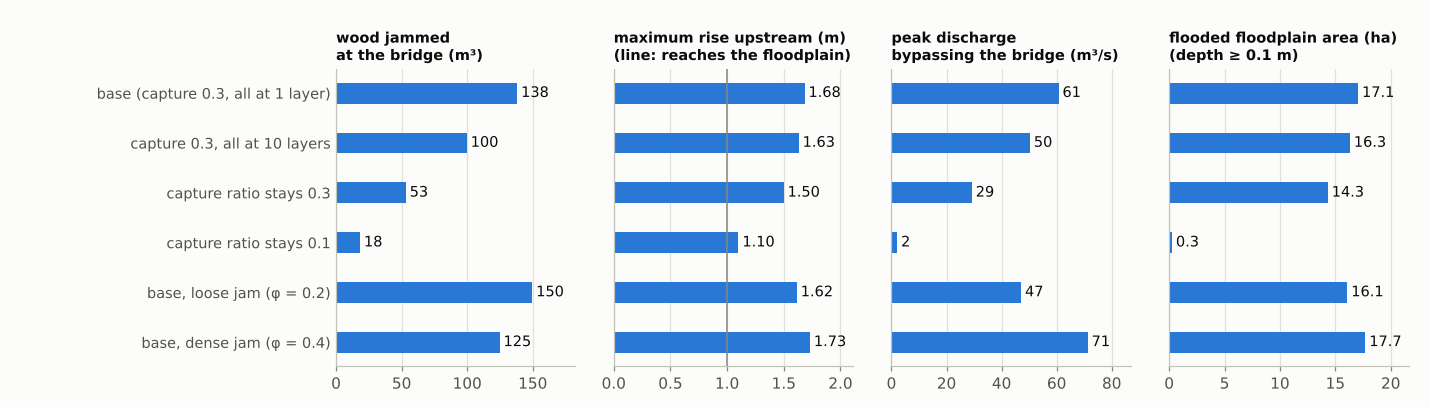 wood jammed
at the bridge (m³)
maximum rise upstream (m)
(line: reaches the floodplain)
peak discharge
bypassing the bridge (m³/s)
flooded floodplain area (ha)
(depth ≥ 0.1 m)
base (capture 0.3, all at 1 layer) 138 1.68 61 17.1
capture 0.3, all at 10 layers 100 1.63 50 16.3
capture ratio stays 0.3 53 1.50 29 14.3
capture ratio stays 0.1 18 1.10 2 0.3
base, loose jam (φ = 0.2) 150 1.62 47 16.1
base, dense jam (φ = 0.4) 125 1.73 71 17.7
0 50 100 150 0.0 0.5 1.0 1.5 2.0 0 20 40 60 80 0 5 10 15 20